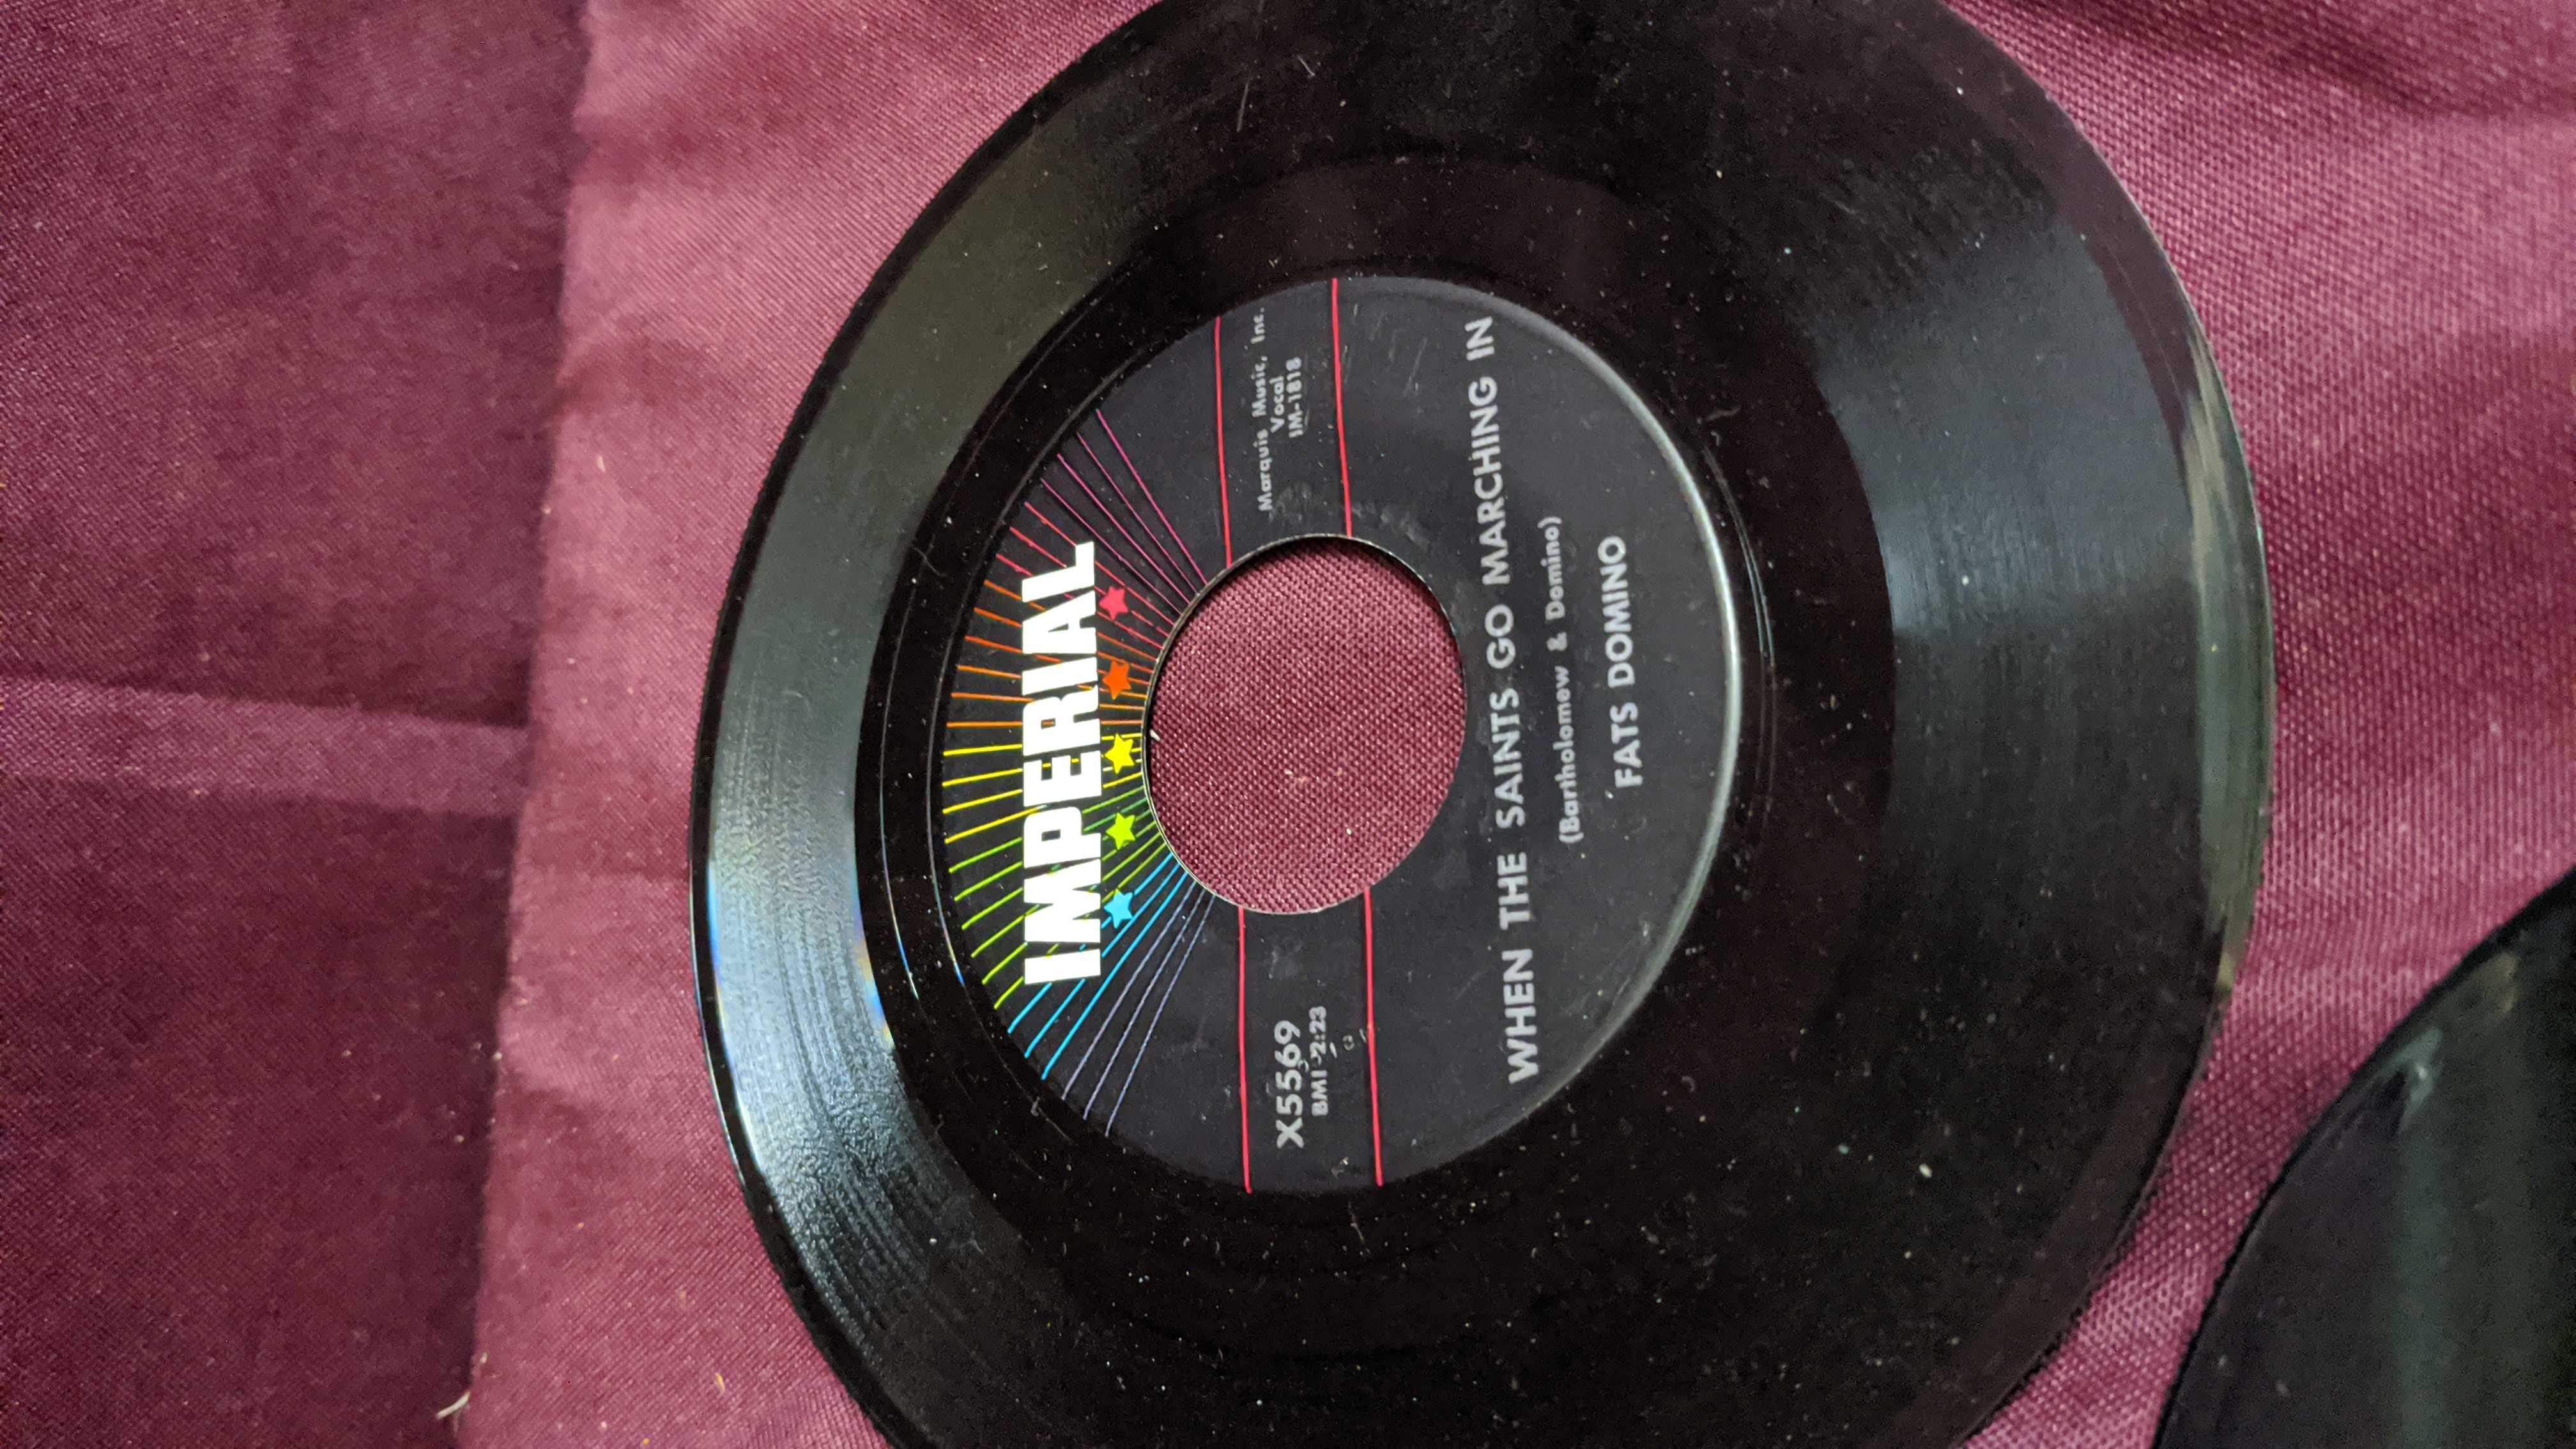 IMPERIAL
X5569
BMI-2:23
Marquis Music, Inc.
Vocal
IM-1818
WHEN THE SAINTS GO MARCHING IN
(Bartholomew & Domino)
FATS DOMINO